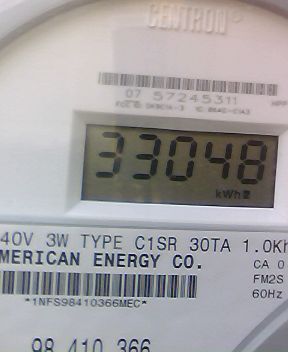 CENTRON®
07 57245311
33048
kWh
40V 3W TYPE C1SR 30TA 1.0Kh
MERICAN ENERGY CO.
CA 0
FM2S
60Hz
*1NFS98410366MEC*
98 410 366